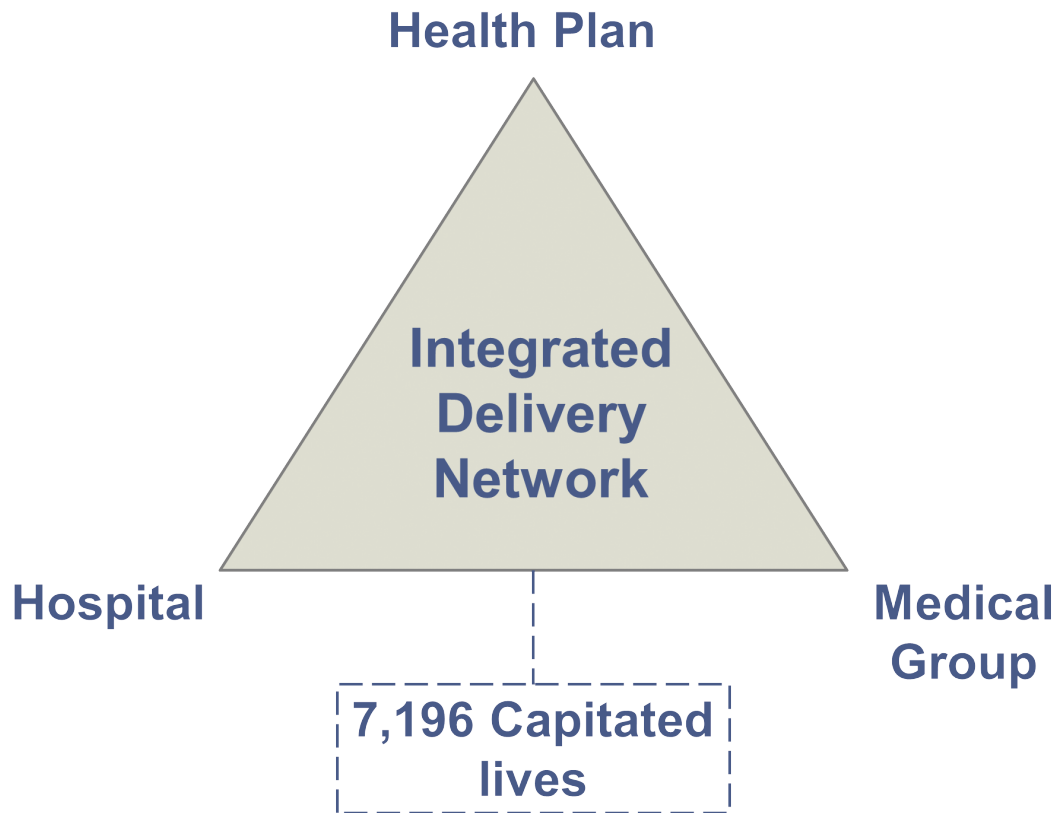 Health Plan
Integrated
Delivery
Network
Hospital
Medical
Group
7,196 Capitated
lives